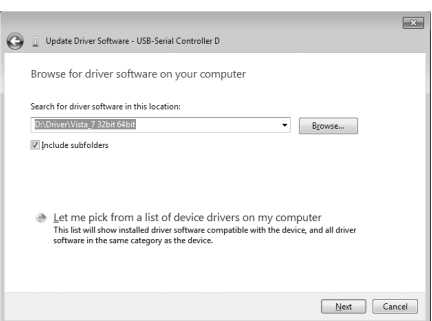 Update Driver Software - USB-Serial Controller D
Browse for driver software on your computer
Search for driver software in this location:
D:\Driver\Vista_7 32bit 64bit
Browse...
Include subfolders
Let me pick from a list of device drivers on my computer
This list will show installed driver software compatible with the device, and all driver
software in the same category as the device.
Next
Cancel